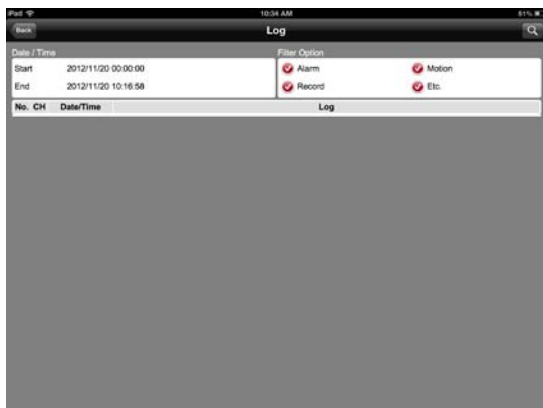 iPad 10:34 AM 51%
Back Log
Date / Time Filter Option
Start 2012/11/20 00:00:00 Alarm Motion
End 2012/11/20 10:16:58 Record Etc.
No. CH Date/Time Log